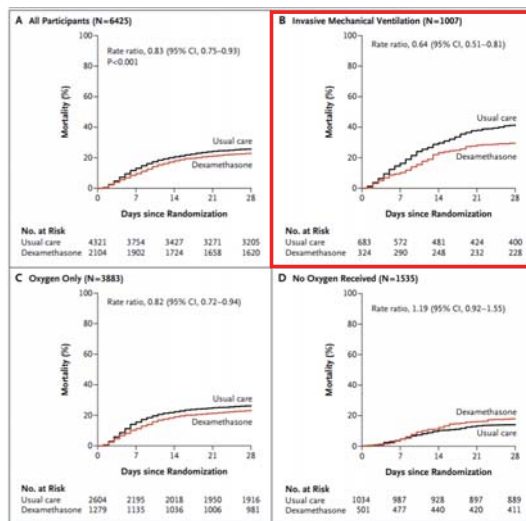 A All Participants (N=6425)
Rate ratio, 0.83 (95% CI, 0.75–0.93)
P<0.001
Mortality (%)
100
80
60
40
20
0
Usual care
Dexamethasone
0 7 14 21 28
Days since Randomization
No. at Risk
Usual care 4321 3754 3427 3271 3205
Dexamethasone 2104 1902 1724 1658 1620
B Invasive Mechanical Ventilation (N=1007)
Rate ratio, 0.64 (95% CI, 0.51–0.81)
Mortality (%)
100
80
60
40
20
0
Usual care
Dexamethasone
0 7 14 21 28
Days since Randomization
No. at Risk
Usual care 683 572 481 424 400
Dexamethasone 324 290 248 232 228
C Oxygen Only (N=3883)
Rate ratio, 0.82 (95% CI, 0.72–0.94)
Mortality (%)
100
80
60
40
20
0
Usual care
Dexamethasone
0 7 14 21 28
Days since Randomization
No. at Risk
Usual care 2604 2195 2018 1950 1916
Dexamethasone 1279 1135 1036 1006 981
D No Oxygen Received (N=1535)
Rate ratio, 1.19 (95% CI, 0.92–1.55)
Mortality (%)
100
80
60
40
20
0
Dexamethasone
Usual care
0 7 14 21 28
Days since Randomization
No. at Risk
Usual care 1034 987 928 897 889
Dexamethasone 501 477 440 420 411